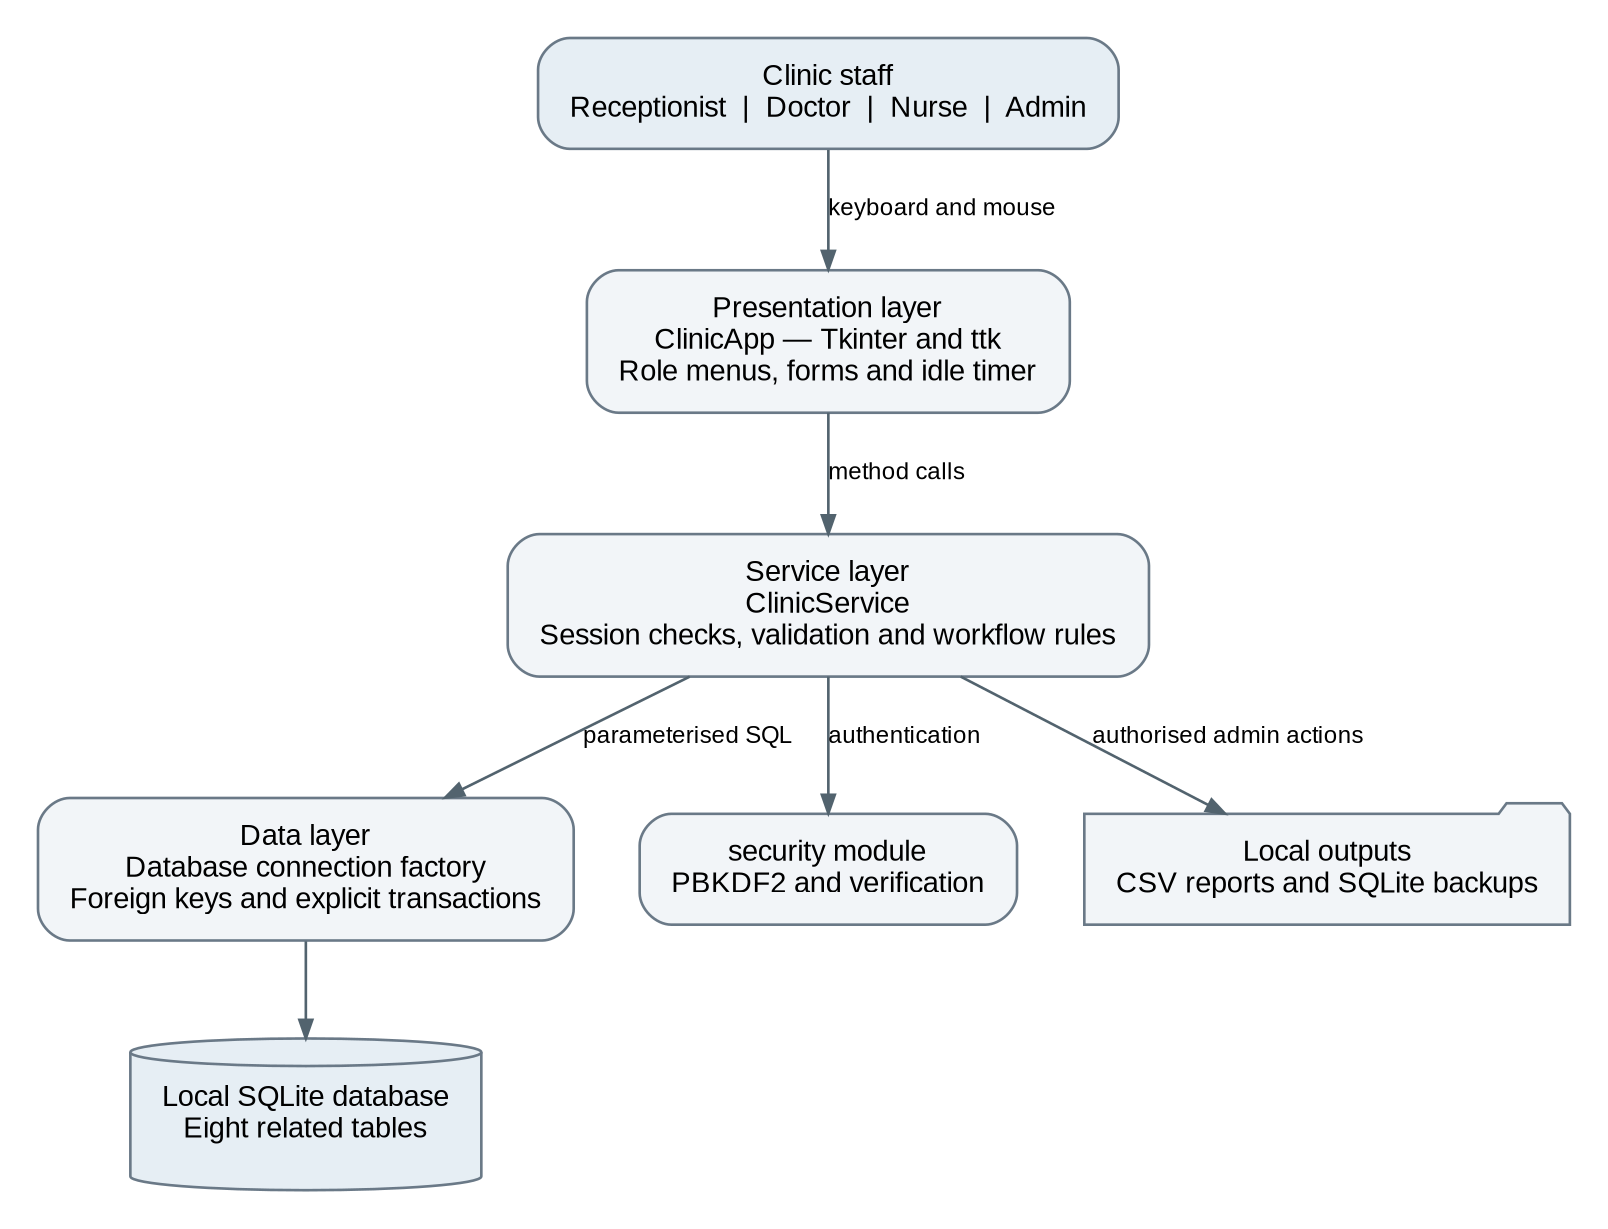 Clinic staff
Receptionist | Doctor | Nurse | Admin
keyboard and mouse
Presentation layer
ClinicApp — Tkinter and ttk
Role menus, forms and idle timer
method calls
Service layer
ClinicService
Session checks, validation and workflow rules
parameterised SQL
authentication
authorised admin actions
Data layer
Database connection factory
Foreign keys and explicit transactions
security module
PBKDF2 and verification
Local outputs
CSV reports and SQLite backups
Local SQLite database
Eight related tables